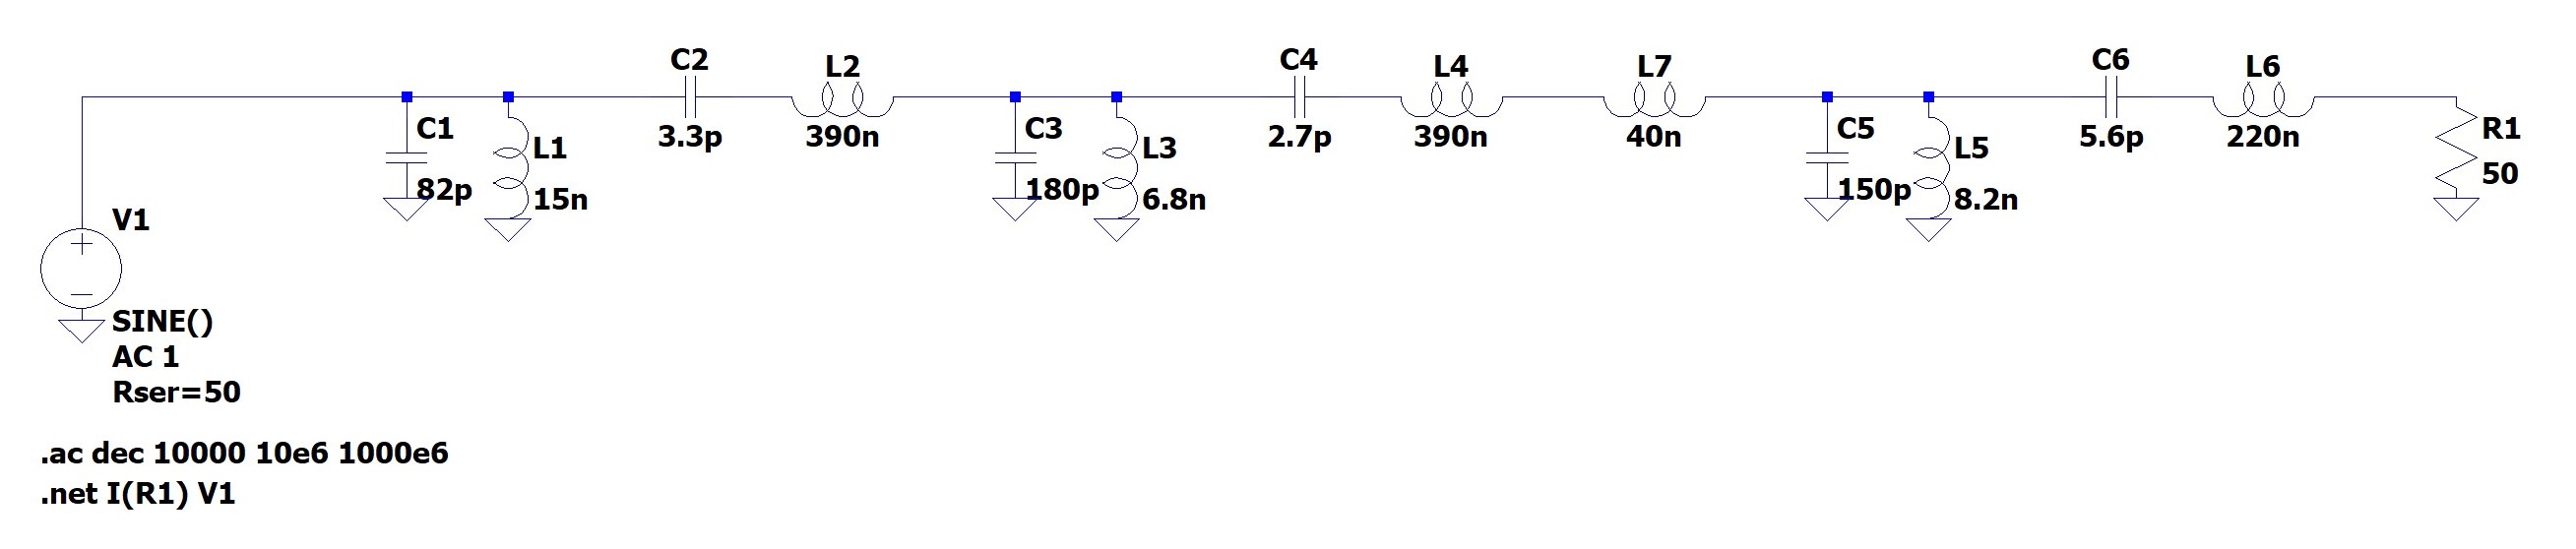 C2
3.3p
L2
390n
C4
2.7p
L4
390n
L7
40n
C6
5.6p
L6
220n
C1
82p
L1
15n
C3
180p
L3
6.8n
C5
150p
L5
8.2n
R1
50
V1
SINE()
AC 1
Rser=50
.ac dec 10000 10e6 1000e6
.net I(R1) V1